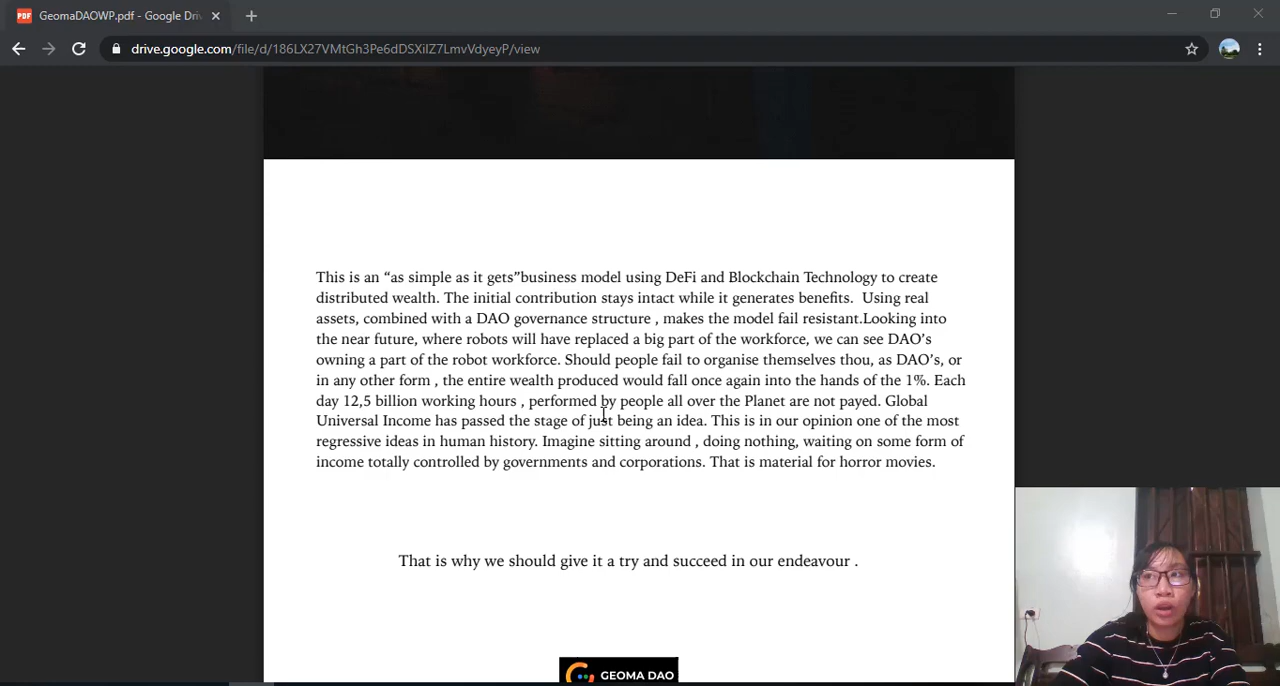 PDF GeomaDAOWP.pdf - Google Dri
drive.google.com/file/d/186LX27VMtGh3Pe6dDSXiIZ7LmvVdyeyP/view
This is an “as simple as it gets”business model using DeFi and Blockchain Technology to create
distributed wealth. The initial contribution stays intact while it generates benefits.  Using real
assets, combined with a DAO governance structure , makes the model fail resistant.Looking into
the near future, where robots will have replaced a big part of the workforce, we can see DAO’s
owning a part of the robot workforce. Should people fail to organise themselves thou, as DAO’s, or
in any other form , the entire wealth produced would fall once again into the hands of the 1%. Each
day 12,5 billion working hours , performed by people all over the Planet are not payed. Global
Universal Income has passed the stage of just being an idea. This is in our opinion one of the most
regressive ideas in human history. Imagine sitting around , doing nothing, waiting on some form of
income totally controlled by governments and corporations. That is material for horror movies.
That is why we should give it a try and succeed in our endeavour .
GEOMA DAO